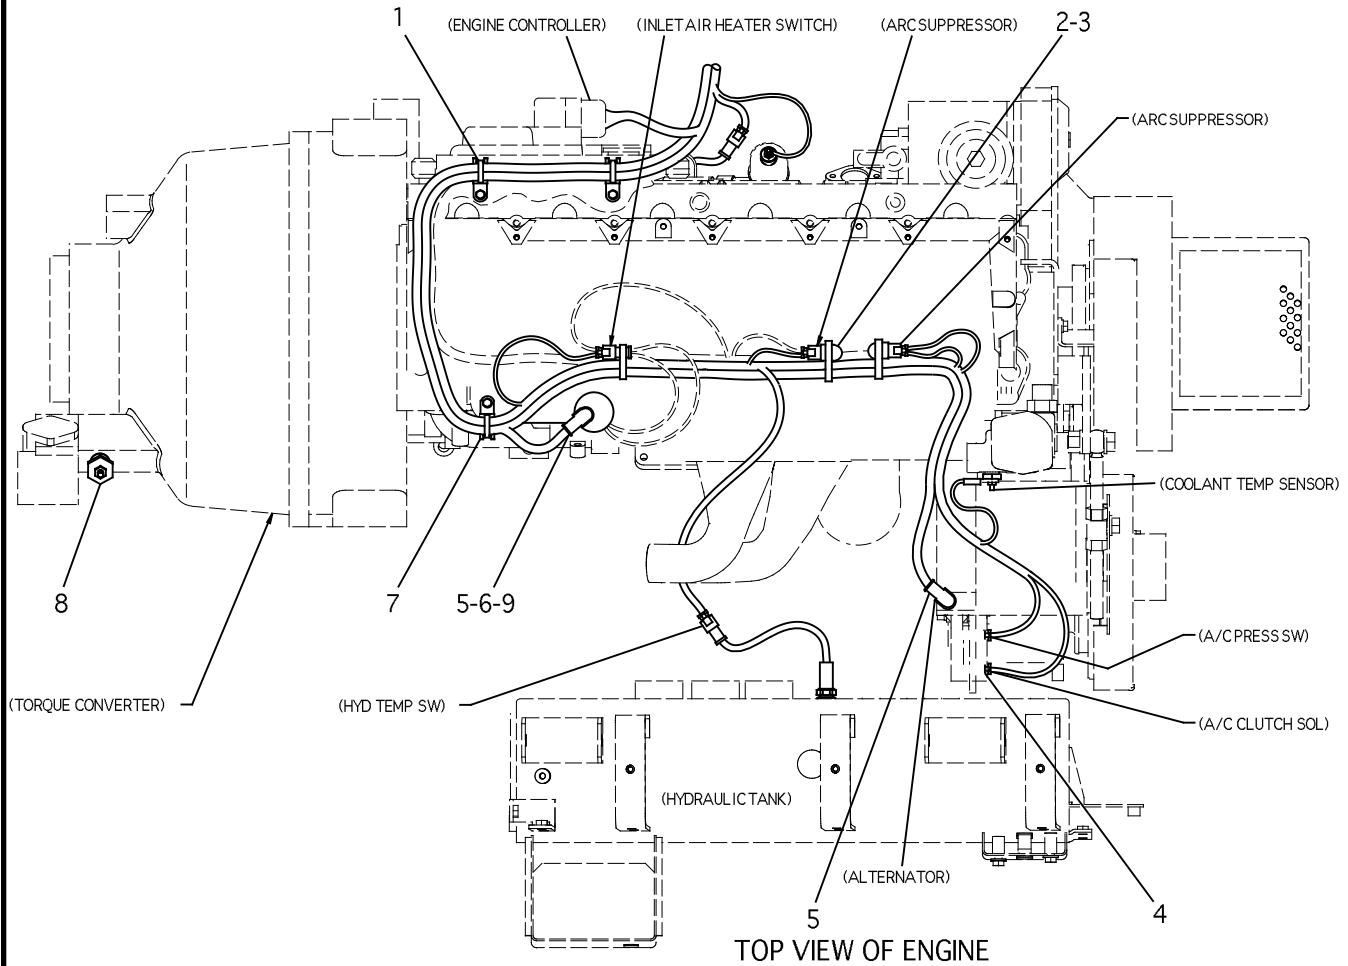 1
(ENGINE CONTROLLER)
(INLET AIR HEATER SWITCH)
(ARC SUPPRESSOR)
2-3
(ARC SUPPRESSOR)
(COOLANT TEMP SENSOR)
8
7
5-6-9
(A/C PRESS SW)
(TORQUE CONVERTER)
(HYD TEMP SW)
(A/C CLUTCH SOL)
(HYDRAULIC TANK)
(ALTERNATOR)
5
4
TOP VIEW OF ENGINE